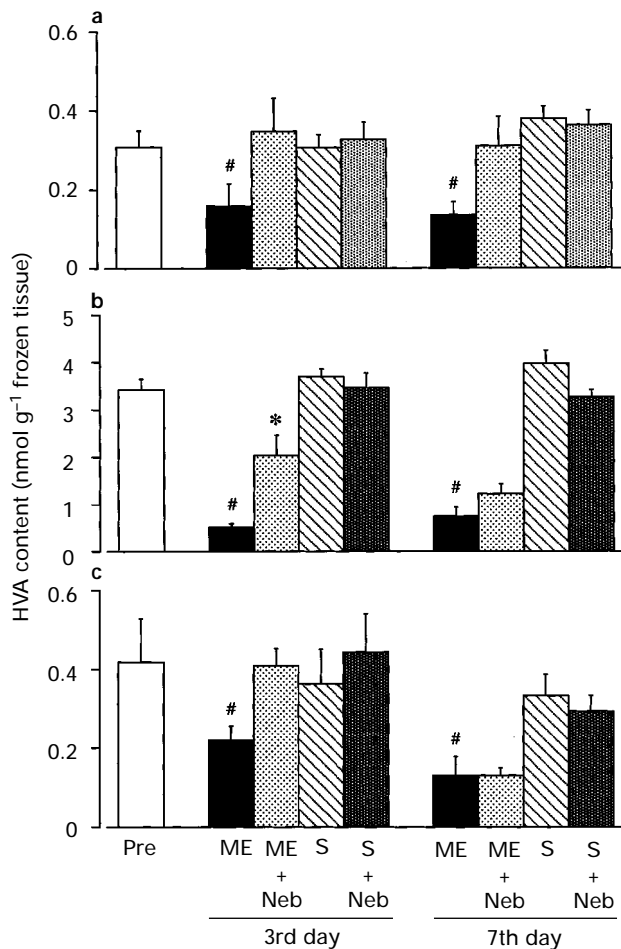 a
0.6
0.4
0.2
0
# #
HVA content (nmol g⁻¹ frozen tissue)
b
5
4
3
2
1
0
# * #
c
0.6
0.4
0.2
0
# #
Pre ME ME + Neb S S + Neb ME ME + Neb S S + Neb
3rd day 7th day